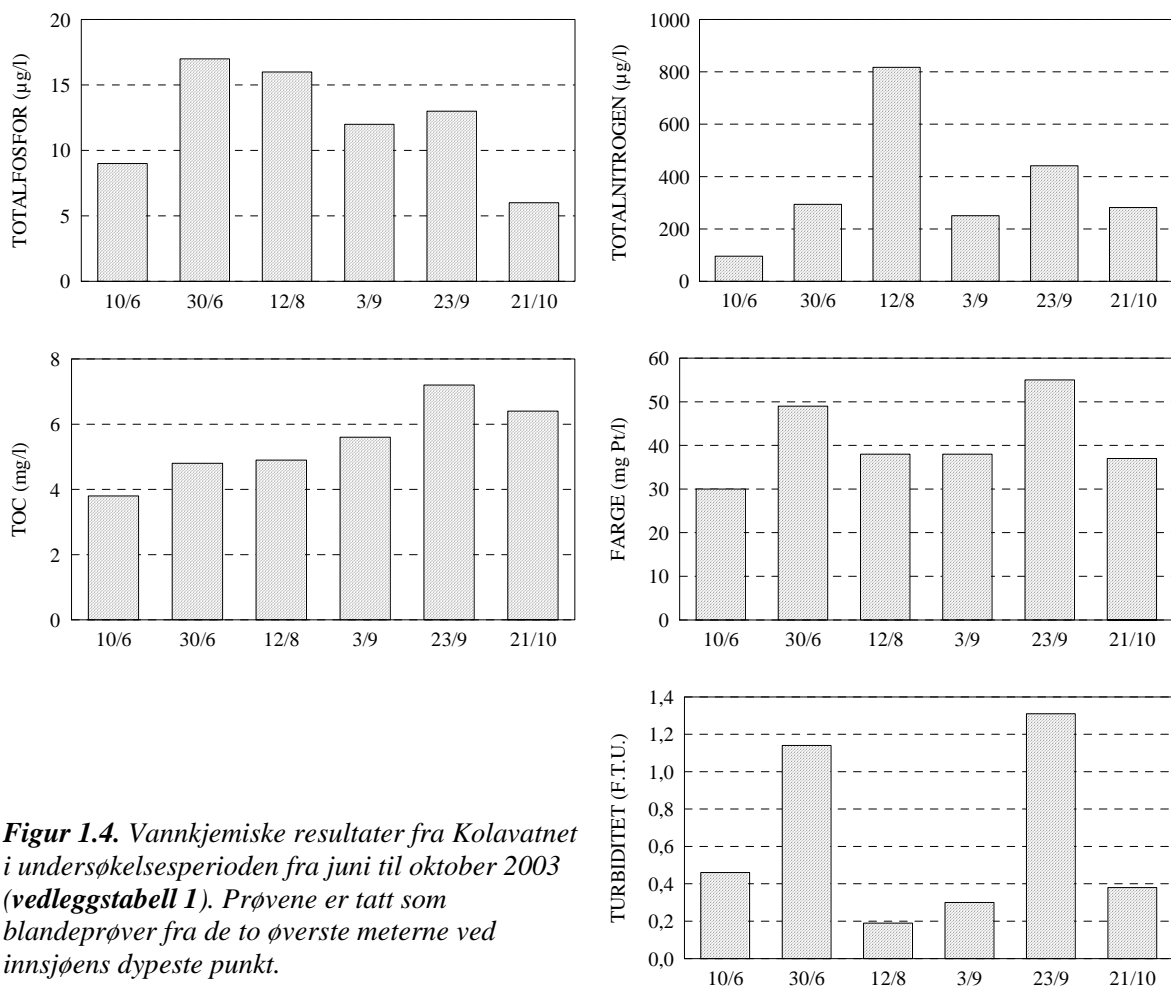 TOTALFOSFOR (µg/l)
20
15
10
5
0
10/6 30/6 12/8 3/9 23/9 21/10
TOTALNITROGEN (µg/l)
1000
800
600
400
200
0
10/6 30/6 12/8 3/9 23/9 21/10
TOC (mg/l)
8
6
4
2
0
10/6 30/6 12/8 3/9 23/9 21/10
FARGE (mg Pt/l)
60
50
40
30
20
10
0
10/6 30/6 12/8 3/9 23/9 21/10
TURBIDITET (F.T.U.)
1,4
1,2
1,0
0,8
0,6
0,4
0,2
0,0
10/6 30/6 12/8 3/9 23/9 21/10
Figur 1.4. Vannkjemiske resultater fra Kolavatnet
i undersøkelsesperioden fra juni til oktober 2003
(vedleggstabell 1). Prøvene er tatt som
blandeprøver fra de to øverste meterne ved
innsjøens dypeste punkt.